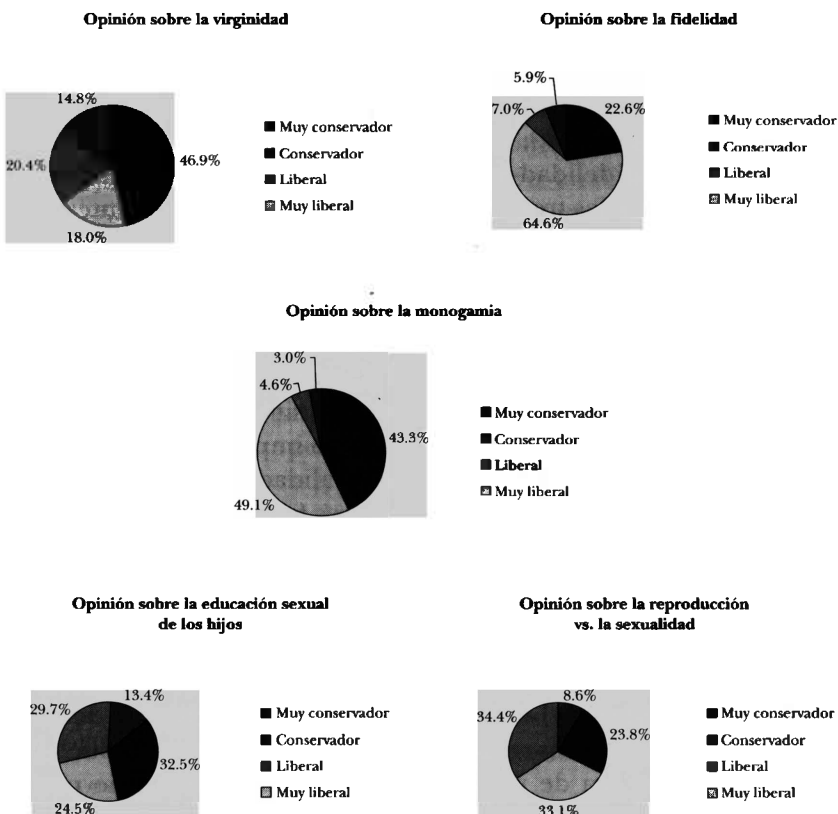 Opinión sobre la virginidad
14.8%
20.4%
46.9%
18.0%
Muy conservador
Conservador
Liberal
Muy liberal
Opinión sobre la fidelidad
5.9%
7.0%
22.6%
64.6%
Muy conservador
Conservador
Liberal
Muy liberal
Opinión sobre la monogamia
3.0%
4.6%
43.3%
49.1%
Muy conservador
Conservador
Liberal
Muy liberal
Opinión sobre la educación sexual
de los hijos
13.4%
29.7%
32.5%
24.5%
Muy conservador
Conservador
Liberal
Muy liberal
Opinión sobre la reproducción
vs. la sexualidad
8.6%
34.4%
23.8%
33.1%
Muy conservador
Conservador
Liberal
Muy liberal